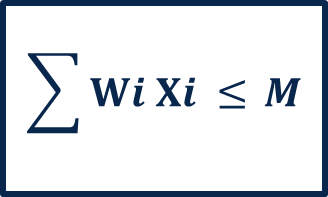 ∑ Wi Xi ≤ M